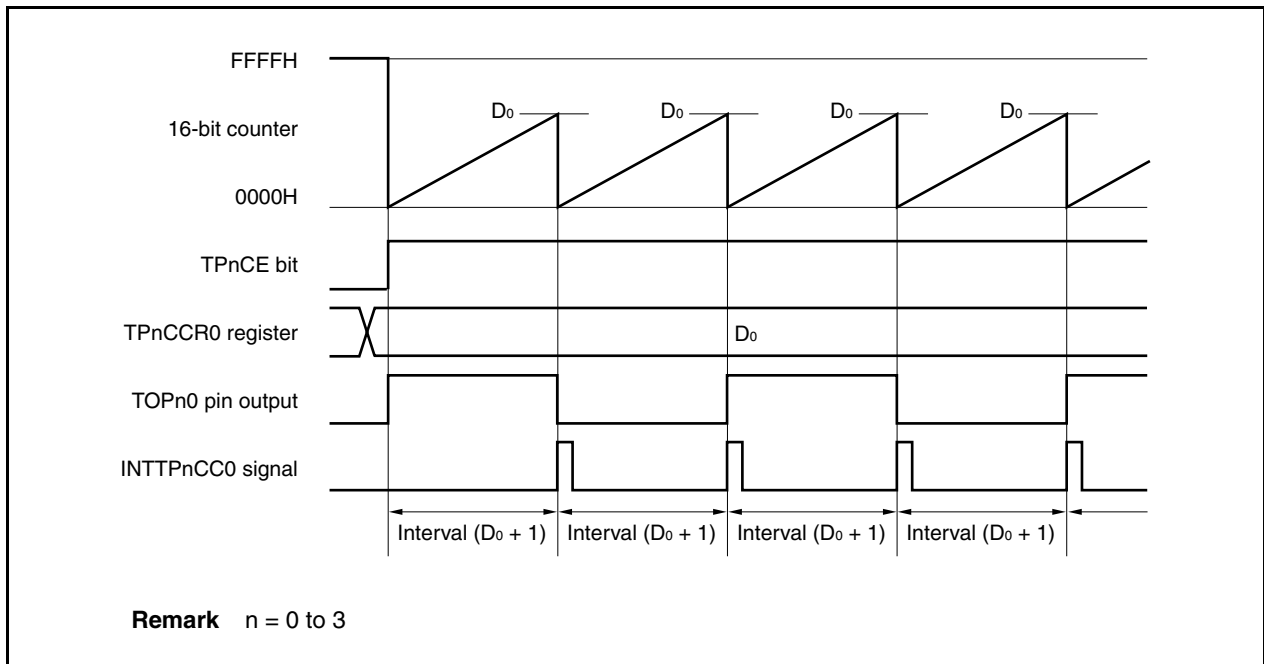 FFFFH
D0 D0 D0 D0
16-bit counter
0000H
TPnCE bit
TPnCCR0 register
D0
TOPn0 pin output
INTTPnCC0 signal
Interval (D0 + 1) Interval (D0 + 1) Interval (D0 + 1) Interval (D0 + 1)
Remark n = 0 to 3